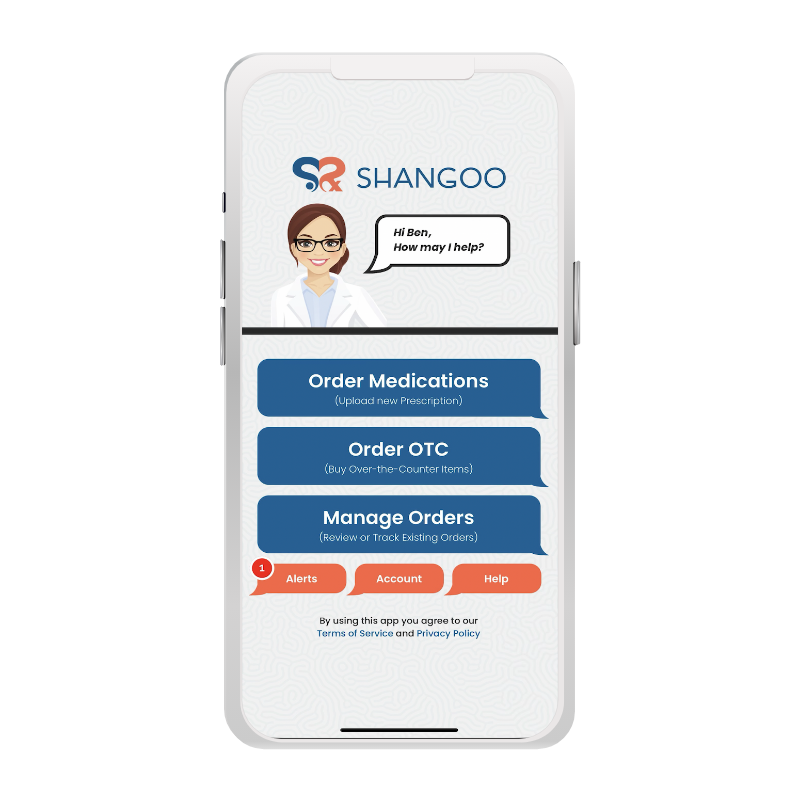 SHANGOO
Hi Ben,
How may I help?
Order Medications
(Upload new Prescription)
Order OTC
(Buy Over-the-Counter Items)
Manage Orders
(Review or Track Existing Orders)
1
Alerts
Account
Help
By using this app you agree to our
Terms of Service and Privacy Policy